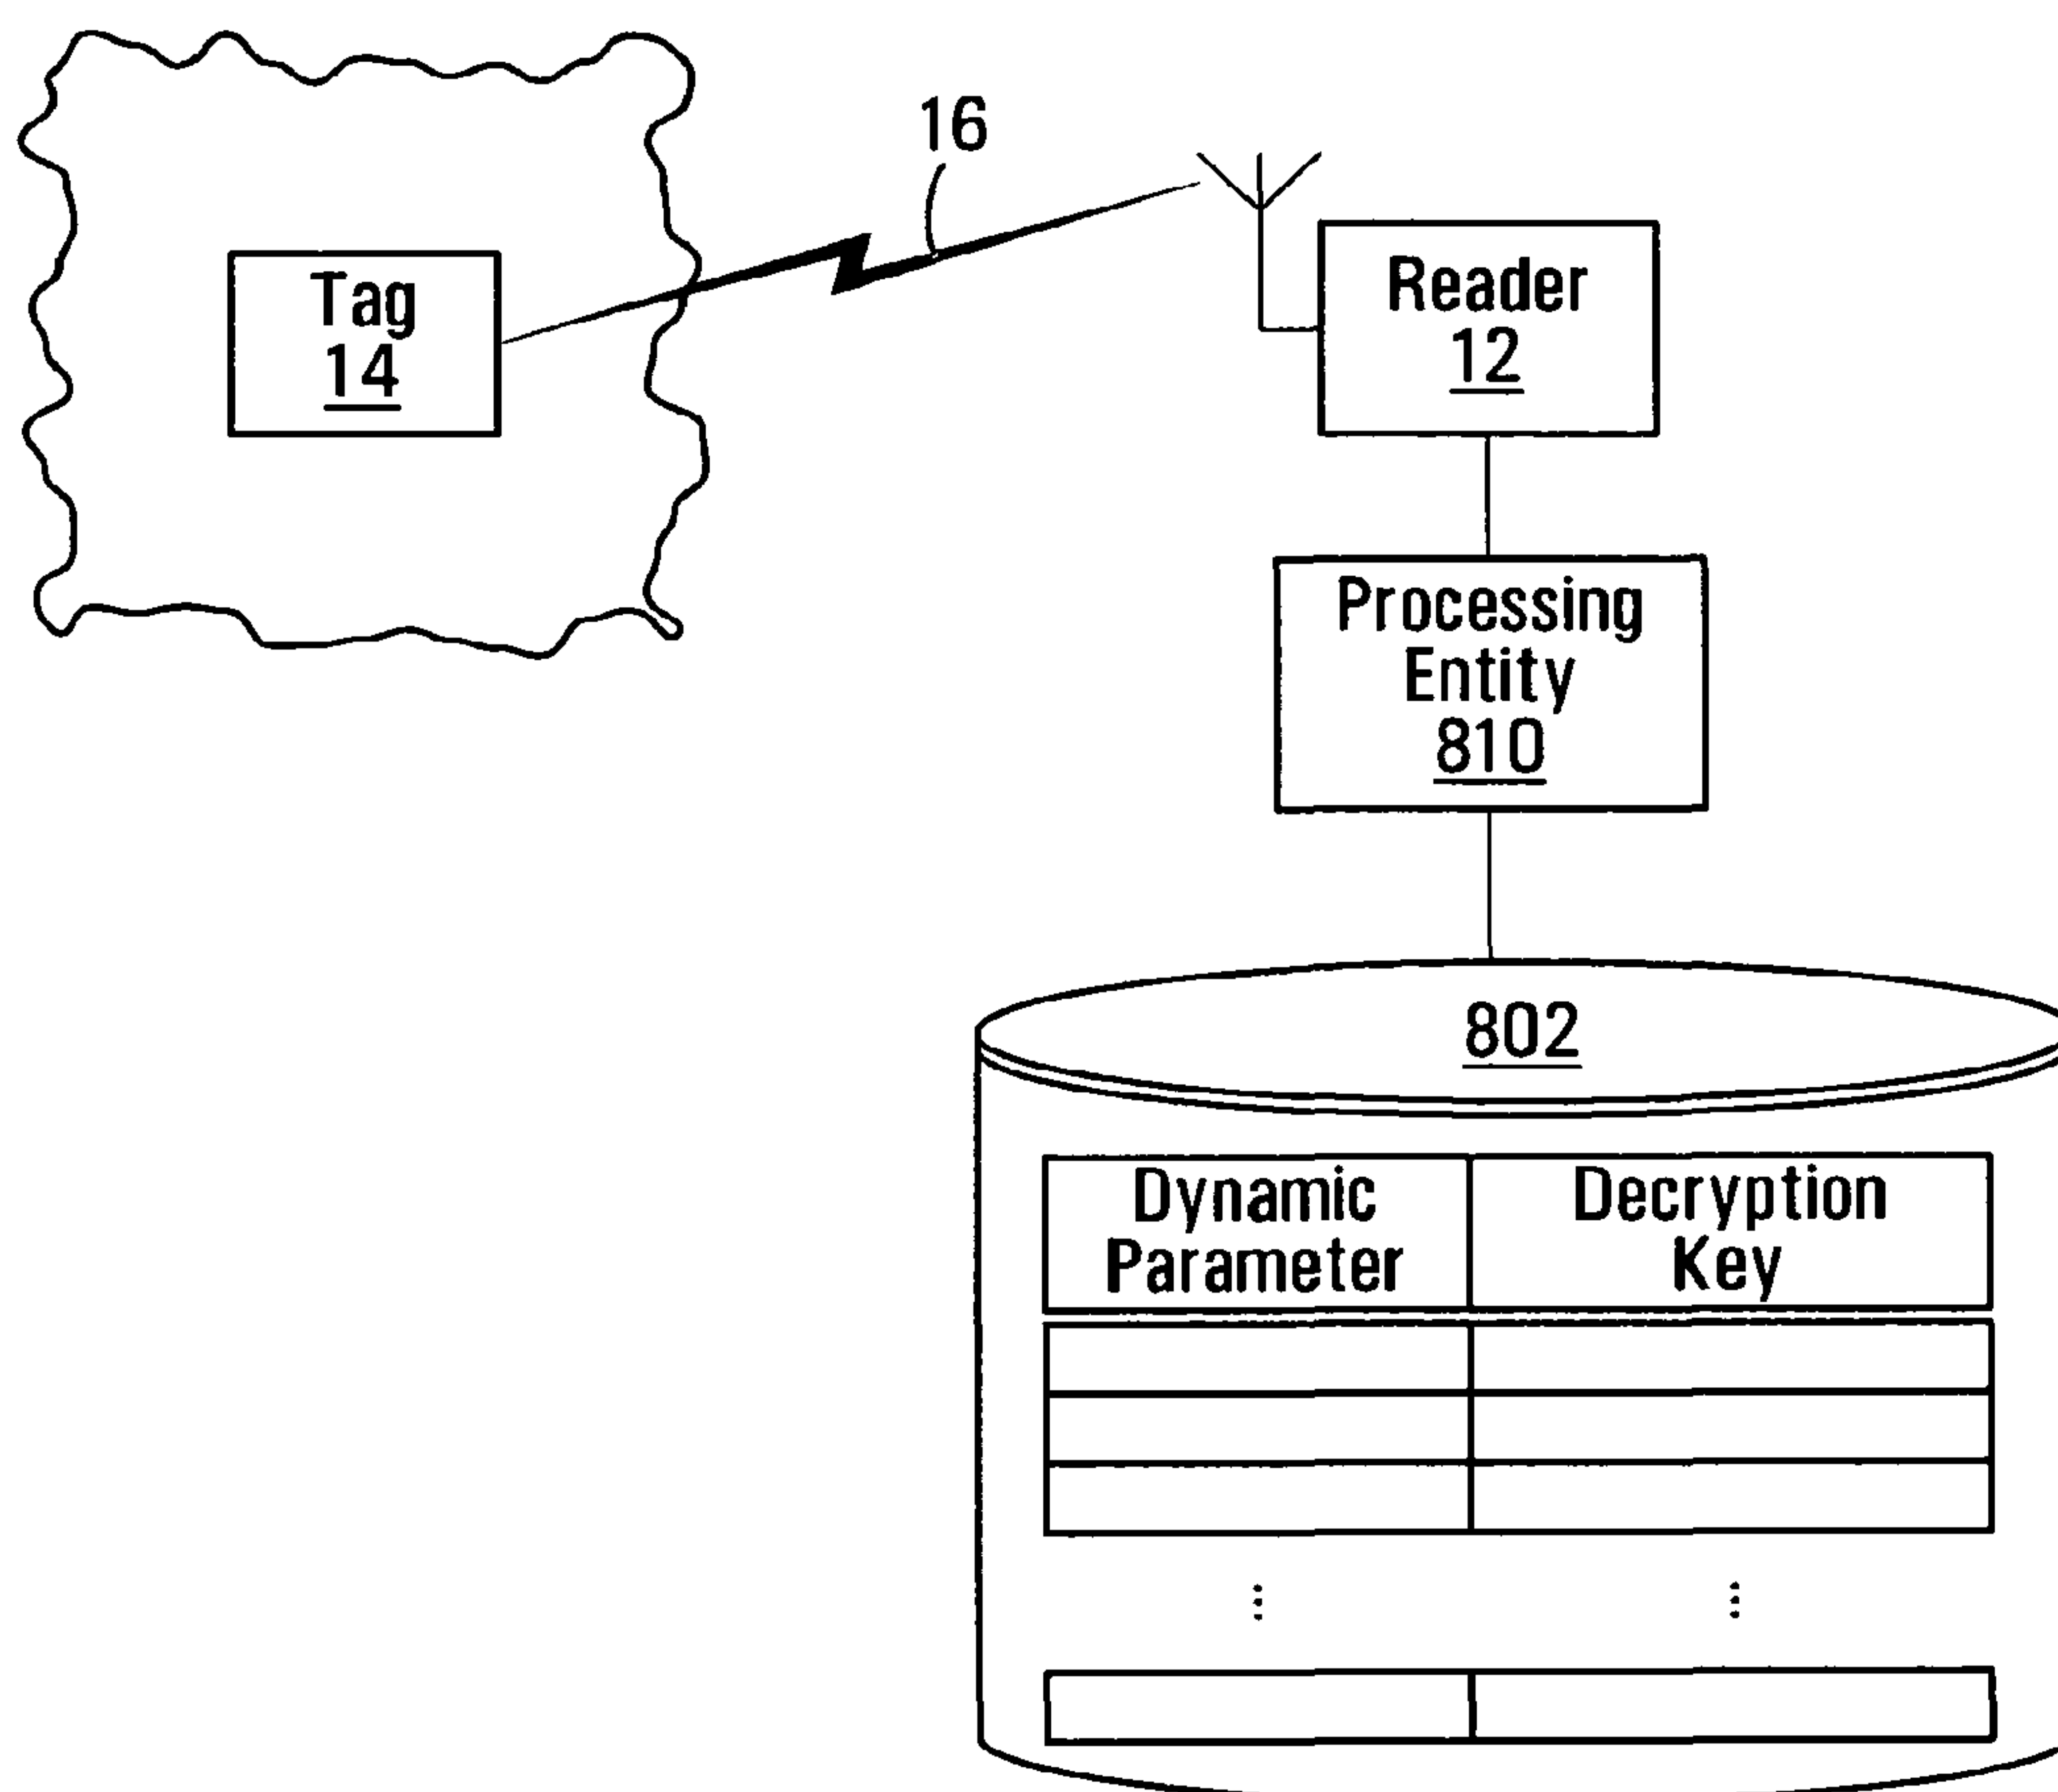 16
Tag
14
Reader
12
Processing
Entity
810
802
Dynamic
Parameter
Decryption
Key